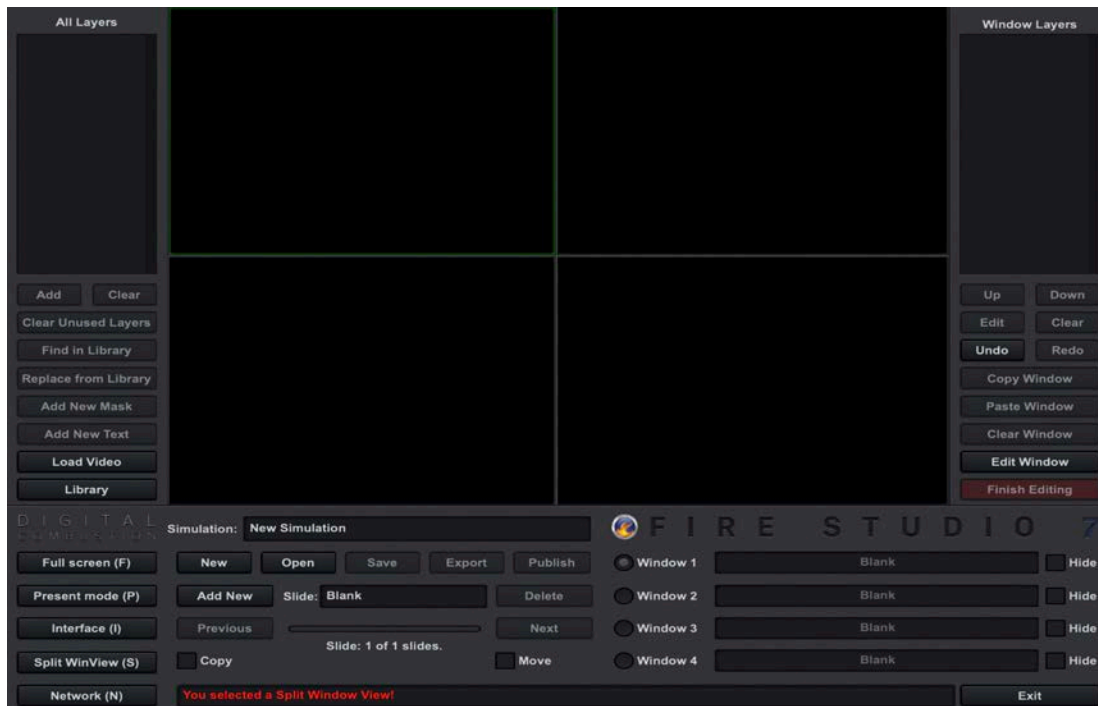 All Layers
Window Layers
Add Clear
Clear Unused Layers
Find in Library
Replace from Library
Add New Mask
Add New Text
Load Video
Library
Up Down
Edit Clear
Undo Redo
Copy Window
Paste Window
Clear Window
Edit Window
Finish Editing
DIGITAL
COMBUSTION
Simulation: New Simulation
FIRE STUDIO 7
Full screen (F)
New Open Save Export Publish
Window 1 Blank Hide
Present mode (P)
Add New Slide: Blank Delete
Window 2 Blank Hide
Interface (I)
Previous Next
Slide: 1 of 1 slides.
Window 3 Blank Hide
Split WinView (S)
Copy Move
Window 4 Blank Hide
Network (N)
You selected a Split Window View!
Exit